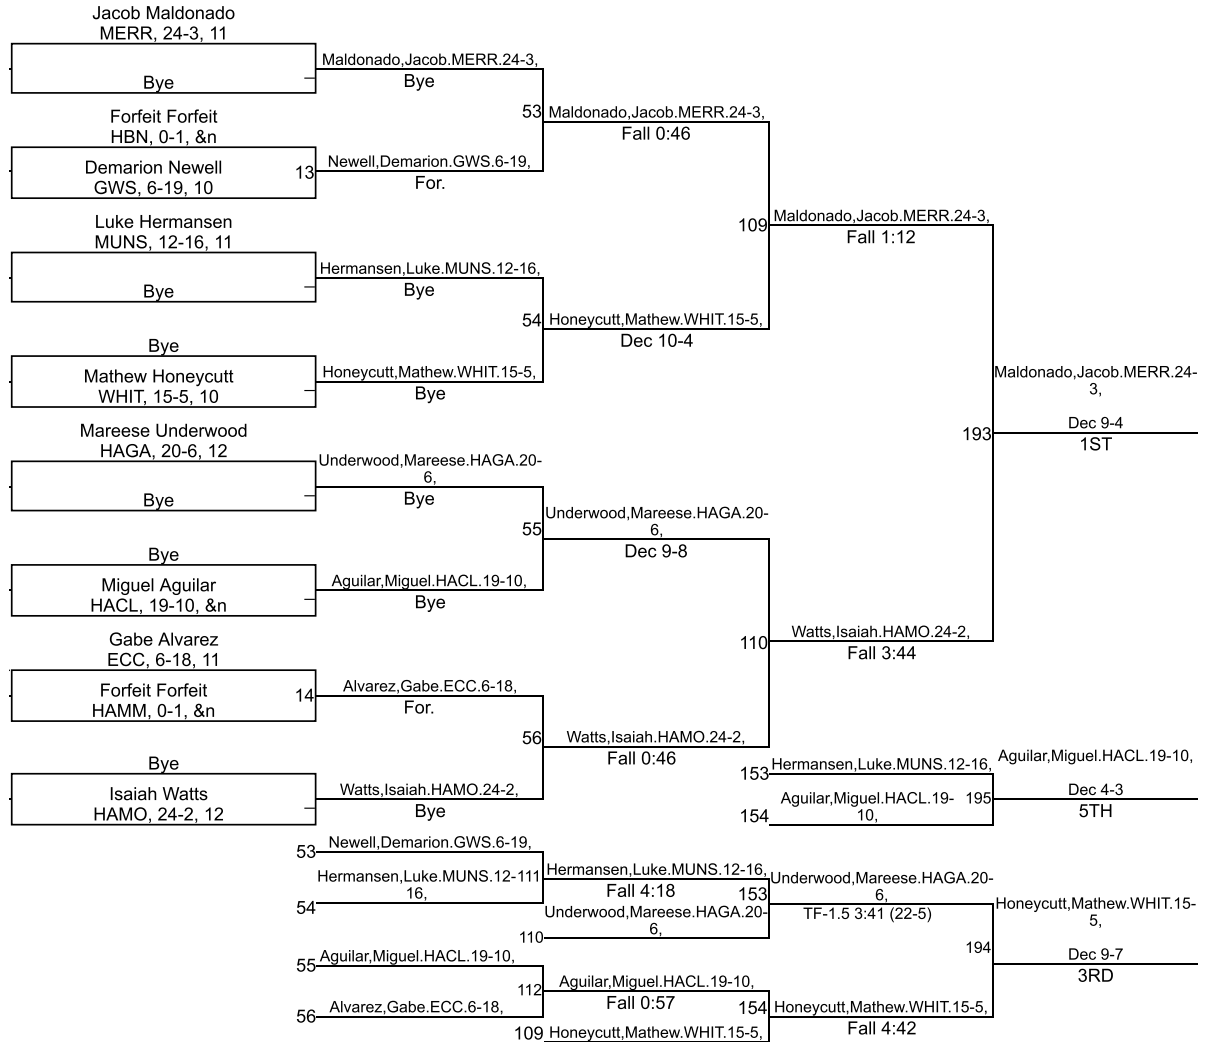 Jacob Maldonado
MERR, 24-3, 11
Bye
Forfeit Forfeit
HBN, 0-1, &n
Demarion Newell
GWS, 6-19, 10
13
Luke Hermansen
MUNS, 12-16, 11
Bye
Bye
Mathew Honeycutt
WHIT, 15-5, 10
Mareese Underwood
HAGA, 20-6, 12
Bye
Bye
Miguel Aguilar
HACL, 19-10, &n
Gabe Alvarez
ECC, 6-18, 11
Forfeit Forfeit
HAMM, 0-1, &n
14
Bye
Isaiah Watts
HAMO, 24-2, 12
Maldonado,Jacob.MERR.24-3,
Bye
53
Newell,Demarion.GWS.6-19,
For.
Hermansen,Luke.MUNS.12-16,
Bye
54
Honeycutt,Mathew.WHIT.15-5,
Bye
Underwood,Mareese.HAGA.20-
6,
Bye
55
Aguilar,Miguel.HACL.19-10,
Bye
Alvarez,Gabe.ECC.6-18,
For.
56
Watts,Isaiah.HAMO.24-2,
Bye
Maldonado,Jacob.MERR.24-3,
Fall 0:46
109
Honeycutt,Mathew.WHIT.15-5,
Dec 10-4
Underwood,Mareese.HAGA.20-
6,
Dec 9-8
110
Watts,Isaiah.HAMO.24-2,
Fall 0:46
Maldonado,Jacob.MERR.24-3,
Fall 1:12
193
Watts,Isaiah.HAMO.24-2,
Fall 3:44
Maldonado,Jacob.MERR.24-
3,
Dec 9-4
1ST
153
Hermansen,Luke.MUNS.12-16,
154
Aguilar,Miguel.HACL.19-
10,
195
Aguilar,Miguel.HACL.19-10,
Dec 4-3
5TH
53
Newell,Demarion.GWS.6-19,
54
Hermansen,Luke.MUNS.12-
16,
111
Hermansen,Luke.MUNS.12-16,
Fall 4:18
110
Underwood,Mareese.HAGA.20-
6,
153
Underwood,Mareese.HAGA.20-
6,
TF-1.5 3:41 (22-5)
55
Aguilar,Miguel.HACL.19-10,
56
Alvarez,Gabe.ECC.6-18,
112
Aguilar,Miguel.HACL.19-10,
Fall 0:57
109
Honeycutt,Mathew.WHIT.15-5,
154
Honeycutt,Mathew.WHIT.15-5,
Fall 4:42
194
Honeycutt,Mathew.WHIT.15-
5,
Dec 9-7
3RD